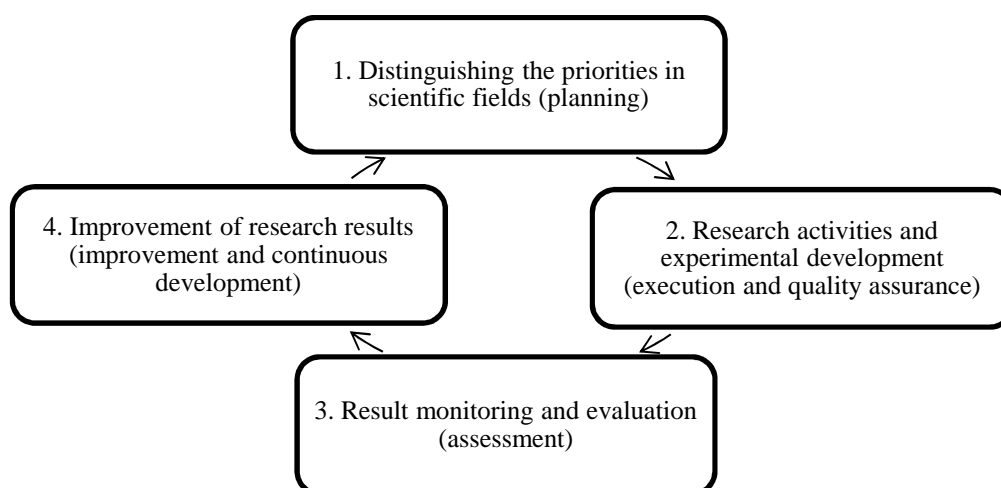 1. Distinguishing the priorities in
scientific fields (planning)
4. Improvement of research results
(improvement and continuous
development)
2. Research activities and
experimental development
(execution and quality assurance)
3. Result monitoring and evaluation
(assessment)